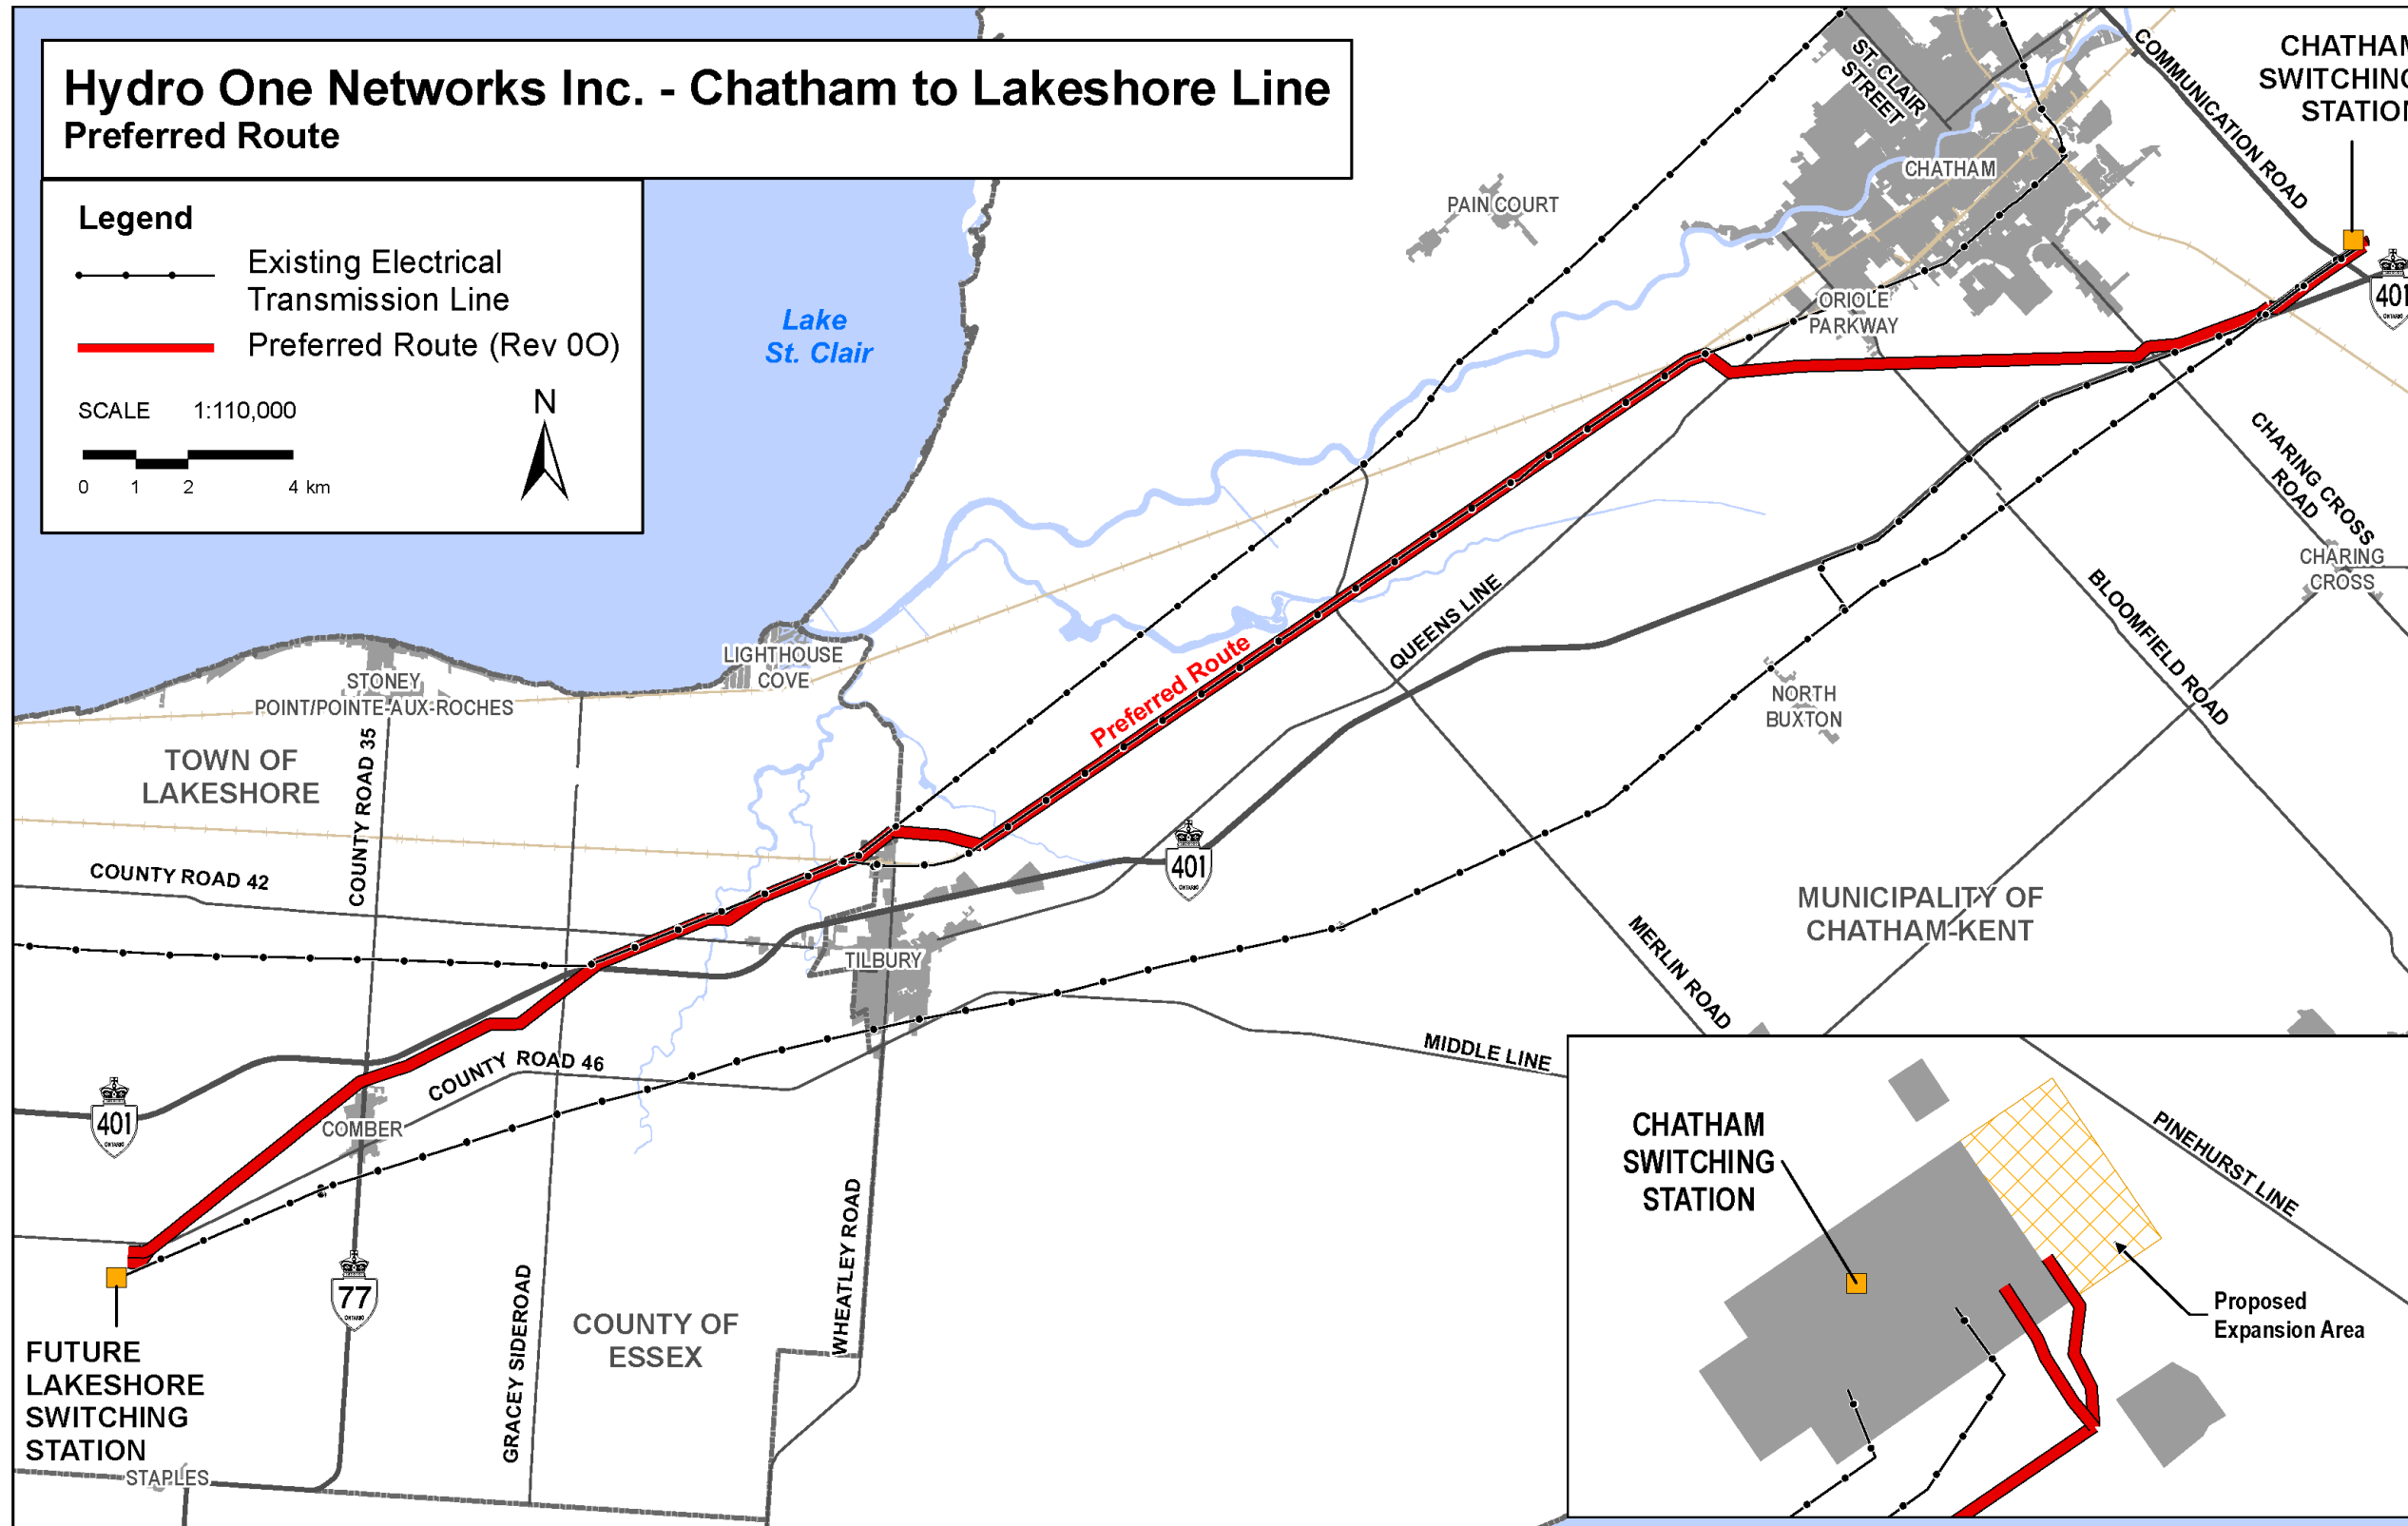 Hydro One Networks Inc. - Chatham to Lakeshore Line
Preferred Route
Legend
Existing Electrical
Transmission Line
Preferred Route (Rev 0O)
SCALE 1:110,000
0 1 2 4 km
N
Lake
St. Clair
PAIN COURT
ST. CLAIR
STREET
CHATHAM
COMMUNICATION ROAD
STATION
401
ONTARIO
ORIOLE
PARKWAY
CHARING CROSS
ROAD
CHARING
CROSS
BLOOMFIELD ROAD
QUEENS LINE
Preferred Route
NORTH
BUXTON
LIGHTHOUSE
COVE
STONEY
POINT/POINTE-AUX-ROCHES
TOWN OF
LAKESHORE
COUNTY ROAD 35
COUNTY ROAD 42
401
ONTARIO
TILBURY
MUNICIPALITY OF
CHATHAM-KENT
MERLIN ROAD
MIDDLE LINE
COUNTY ROAD 46
401
ONTARIO
COMBER
77
ONTARIO
WHEATLEY ROAD
GRACEY SIDEROAD
COUNTY OF
ESSEX
FUTURE
LAKESHORE
SWITCHING
STATION
STAPLES
CHATHAM
SWITCHING
STATION
PINEHURST LINE
Proposed
Expansion Area